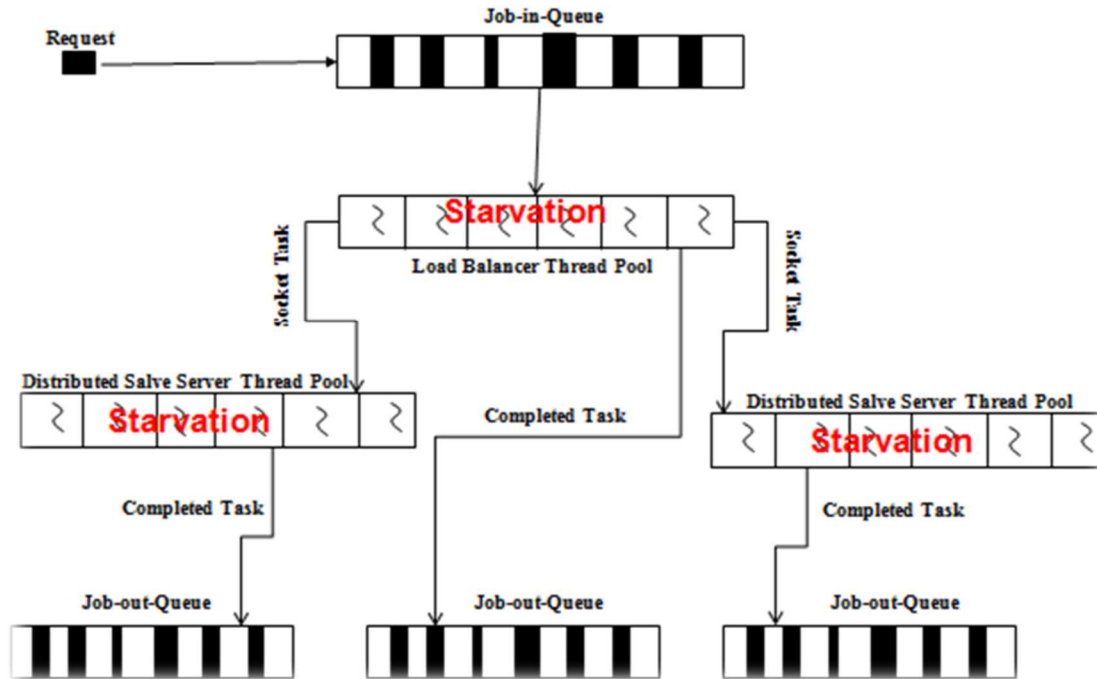 Job-in-Queue
Request
Starvation
Load Balancer Thread Pool
Socket Task
Socket Task
Distributed Salve Server Thread Pool
Starvation
Completed Task
Distributed Salve Server Thread Pool
Starvation
Completed Task
Completed Task
Job-out-Queue
Job-out-Queue
Job-out-Queue